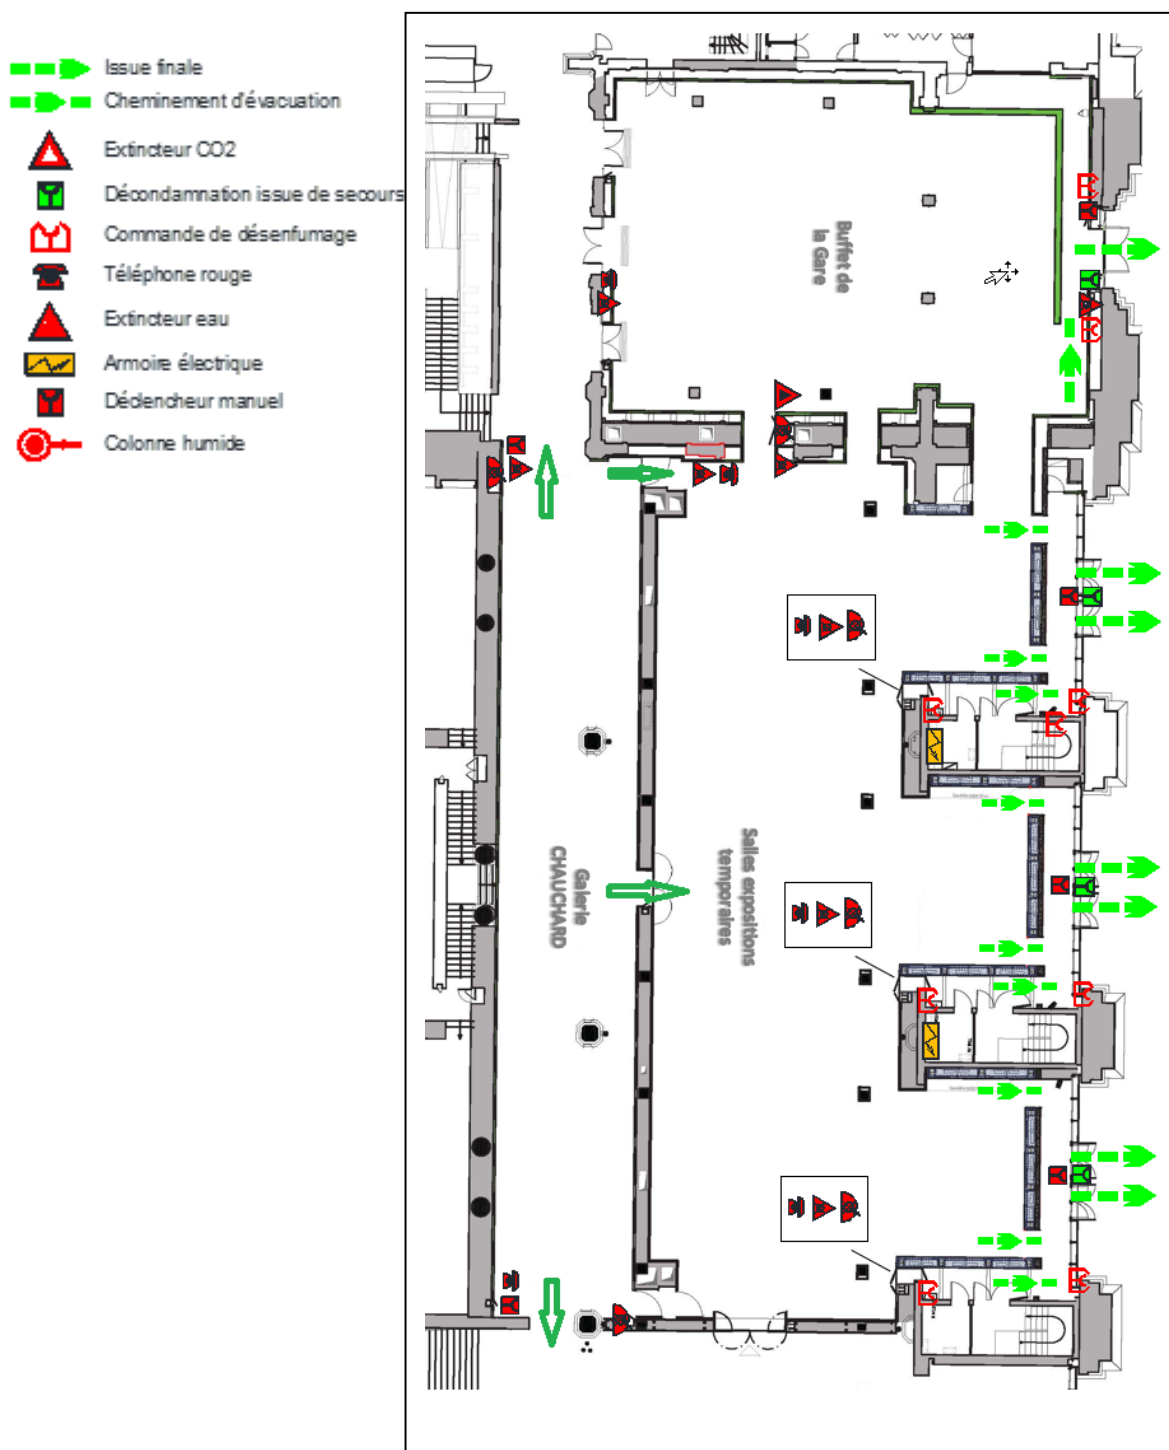 Issue finale
Cheminement d'évacuation
Extincteur CO2
Décondamnation issue de secours
Commande de désenfumage
Téléphone rouge
Extincteur eau
Armoire électrique
Déclencheur manuel
Colonne humide
Buffet de
la Gare
Salles expositions
temporaires
Galerie
CHAUCHARD